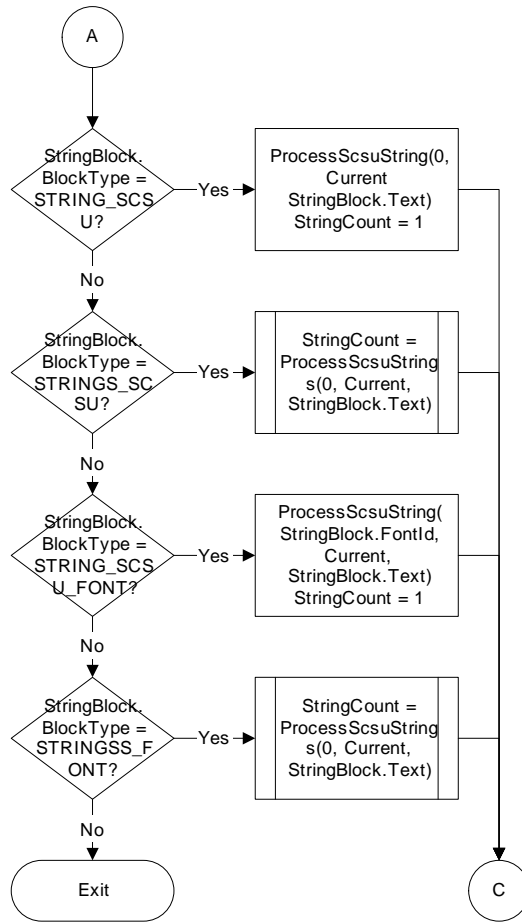 A
StringBlock.
BlockType =
STRING_SCS
U?
Yes
ProcessScsuString(0,
Current
StringBlock.Text)
StringCount = 1
No
StringBlock.
BlockType =
STRINGS_SC
SU?
Yes
StringCount =
ProcessScsuString
s(0, Current,
StringBlock.Text)
No
StringBlock.
BlockType =
STRING_SCS
U_FONT?
Yes
ProcessScsuString(
StringBlock.FontId,
Current,
StringBlock.Text)
StringCount = 1
No
StringBlock.
BlockType =
STRINGSS_F
ONT?
Yes
StringCount =
ProcessScsuString
s(0, Current,
StringBlock.Text)
No
Exit
C